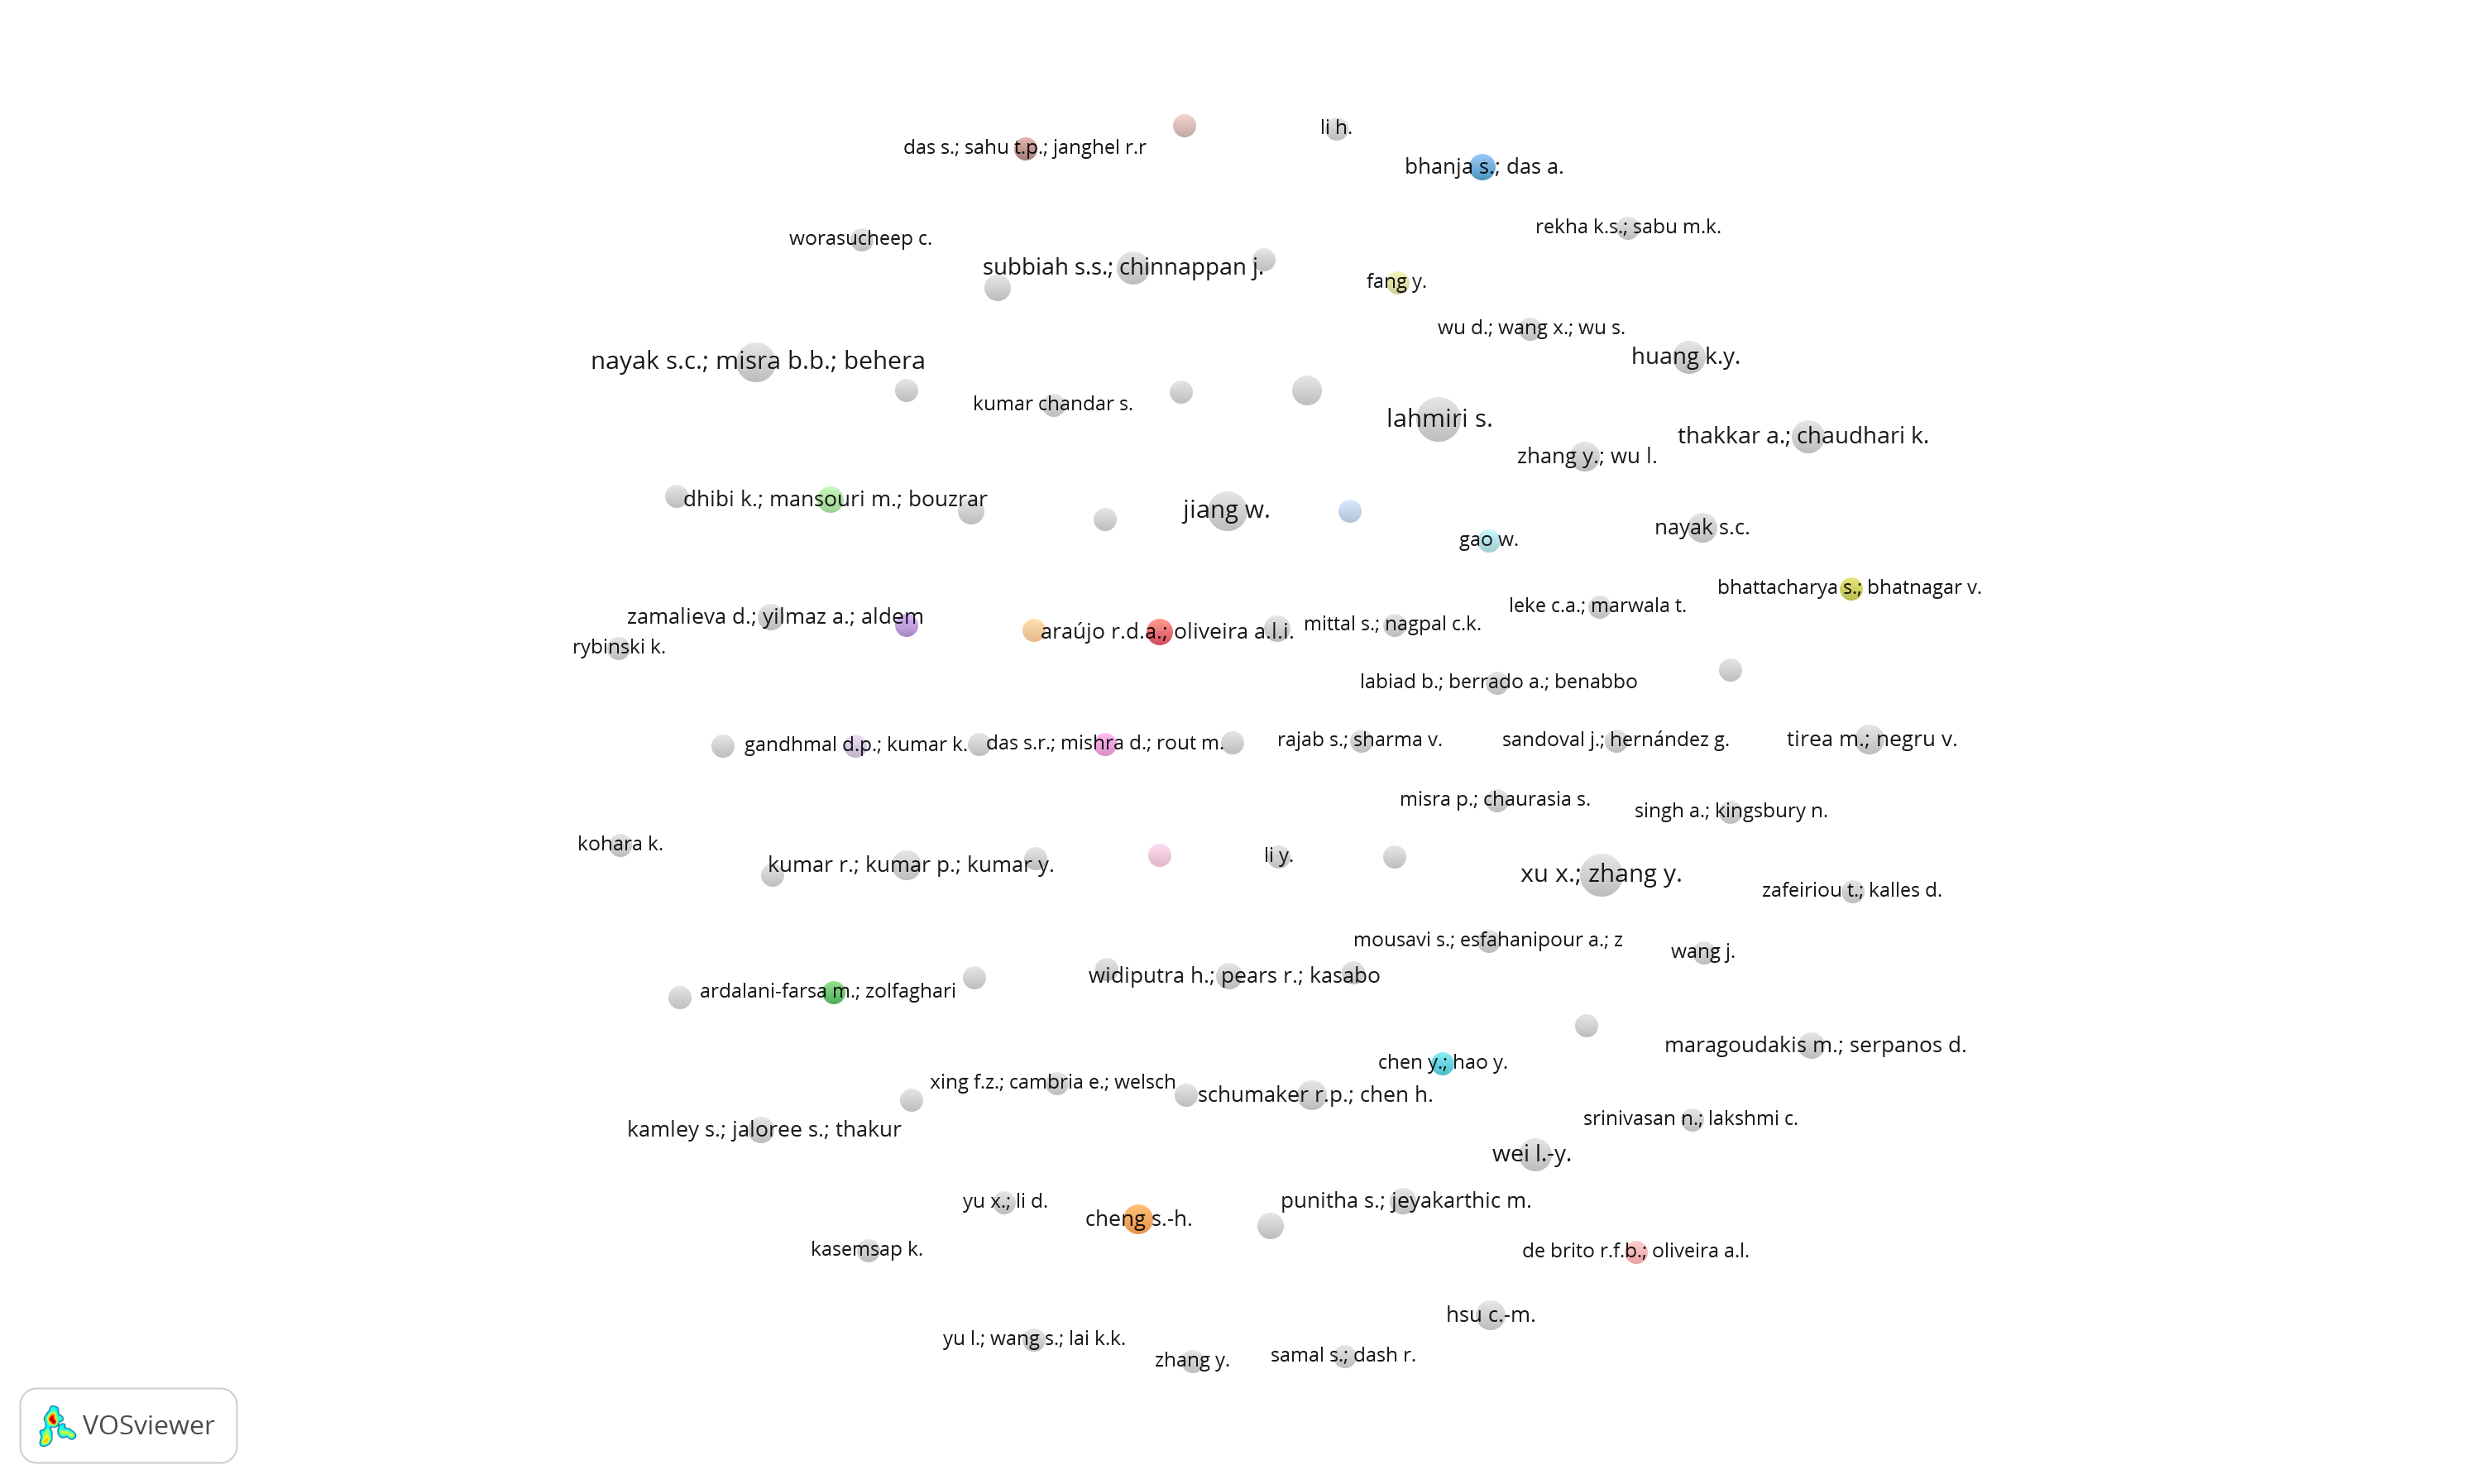 li h.
das s.; sahu t.p.; janghel r.r
bhanja s.; das a.
rekha k.s.; sabu m.k.
worasucheep c.
subbiah s.s.; chinnappan j.
fang y.
wu d.; wang x.; wu s.
huang k.y.
nayak s.c.; misra b.b.; behera
kumar chandar s.
lahmiri s.
thakkar a.; chaudhari k.
zhang y.; wu l.
dhibi k.; mansouri m.; bouzrar
jiang w.
nayak s.c.
gao w.
bhattacharya s.; bhatnagar v.
leke c.a.; marwala t.
zamalieva d.; yilmaz a.; aldem
mittal s.; nagpal c.k.
araújo r.d.a.; oliveira a.l.i.
rybinski k.
labiad b.; berrado a.; benabbo
gandhmal d.p.; kumar k.
das s.r.; mishra d.; rout m.
rajab s.; sharma v.
sandoval j.; hernández g.
tirea m.; negru v.
misra p.; chaurasia s.
singh a.; kingsbury n.
kohara k.
li y.
kumar r.; kumar p.; kumar y.
xu x.; zhang y.
zafeiriou t.; kalles d.
mousavi s.; esfahanipour a.; z
wang j.
widiputra h.; pears r.; kasabo
ardalani-farsa m.; zolfaghari
maragoudakis m.; serpanos d.
chen y.; hao y.
xing f.z.; cambria e.; welsch
schumaker r.p.; chen h.
srinivasan n.; lakshmi c.
kamley s.; jaloree s.; thakur
wei l.-y.
yu x.; li d.
punitha s.; jeyakarthic m.
cheng s.-h.
kasemsap k.
de brito r.f.b.; oliveira a.l.
hsu c.-m.
yu l.; wang s.; lai k.k.
samal s.; dash r.
zhang y.
VOSviewer